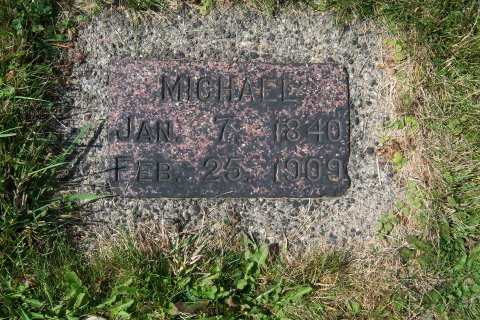 MICHAEL
JAN. 7, 1840
FEB. 25, 1909